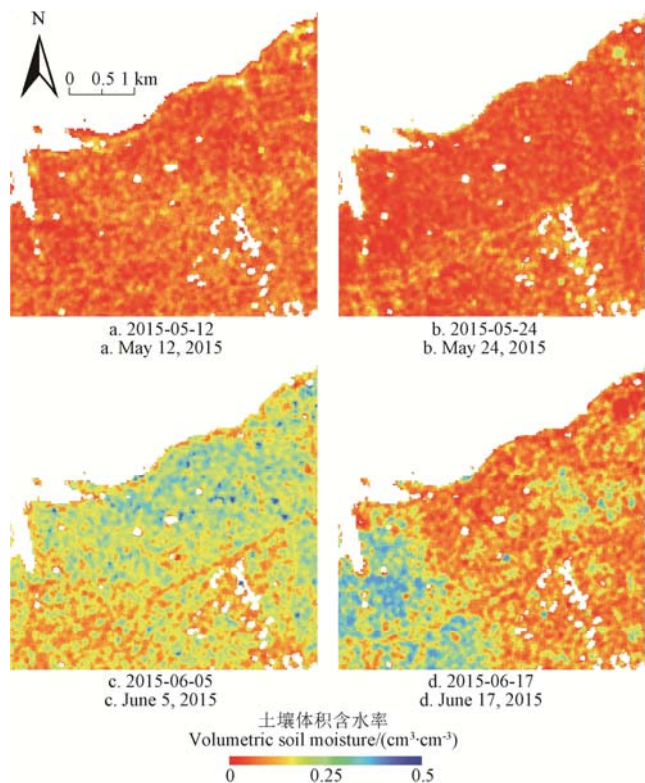 N
0 0.5 1 km
a. 2015-05-12
a. May 12, 2015
b. 2015-05-24
b. May 24, 2015
c. 2015-06-05
c. June 5, 2015
d. 2015-06-17
d. June 17, 2015
土壤体积含水率
Volumetric soil moisture/(cm³·cm⁻³)
0 0.25 0.5